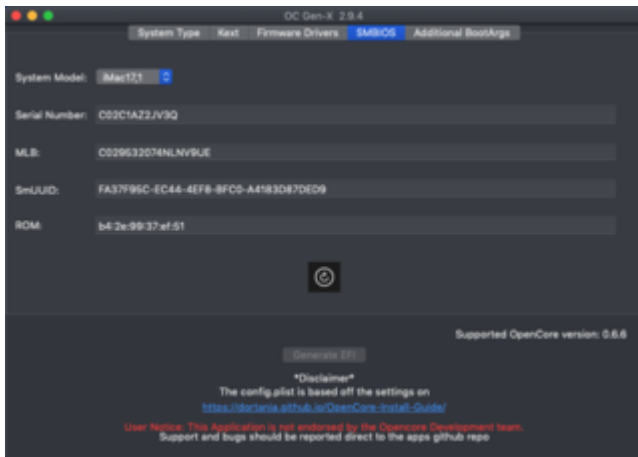 OC Gen-X 2.9.4
System Type Kext Firmware Drivers SMBIOS Additional BootArgs
System Model: iMac17,1
Serial Number: C02C1AZ2JV3Q
MLB: C029532074NLNV9UE
SmUUID: FA37F95C-EC44-4EF8-BFC0-A4183D87DED9
ROM: b4:2e:99:37:ef:51
Supported OpenCore version: 0.6.6
Generate EFI
*Disclaimer*
The config.plist is based off the settings on
https://dortania.github.io/OpenCore-Install-Guide/
User Notice: This Application is not endorsed by the Opencore Development team.
Support and bugs should be reported direct to the apps github repo